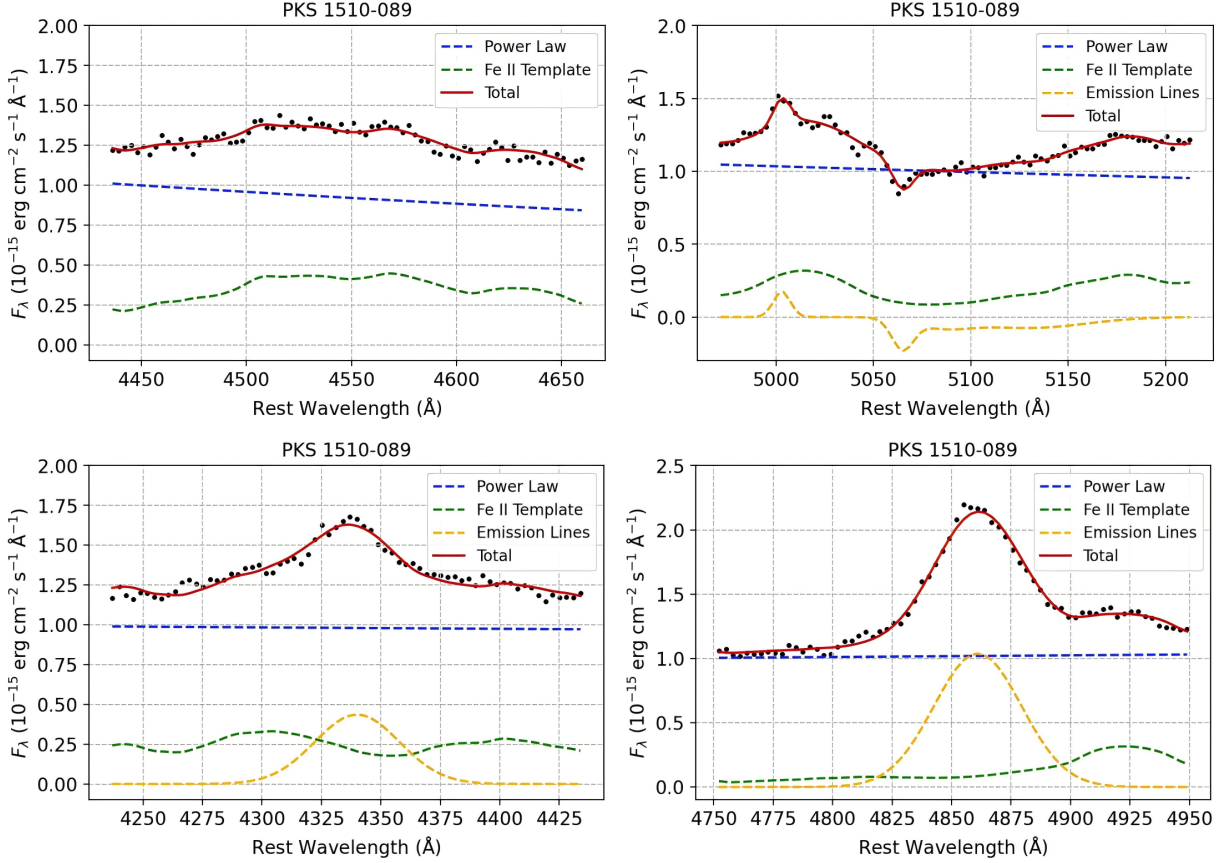 PKS 1510-089
2.00
1.75
1.50
1.25
1.00
0.75
0.50
0.25
0.00
F_λ (10⁻¹⁵ erg cm⁻² s⁻¹ Å⁻¹)
Power Law
Fe II Template
Total
4450 4500 4550 4600 4650
Rest Wavelength (Å)
PKS 1510-089
2.0
1.5
1.0
0.5
0.0
F_λ (10⁻¹⁵ erg cm⁻² s⁻¹ Å⁻¹)
Power Law
Fe II Template
Emission Lines
Total
5000 5050 5100 5150 5200
Rest Wavelength (Å)
PKS 1510-089
2.00
1.75
1.50
1.25
1.00
0.75
0.50
0.25
0.00
F_λ (10⁻¹⁵ erg cm⁻² s⁻¹ Å⁻¹)
Power Law
Fe II Template
Emission Lines
Total
4250 4275 4300 4325 4350 4375 4400 4425
Rest Wavelength (Å)
PKS 1510-089
2.5
2.0
1.5
1.0
0.5
0.0
F_λ (10⁻¹⁵ erg cm⁻² s⁻¹ Å⁻¹)
Power Law
Fe II Template
Emission Lines
Total
4750 4775 4800 4825 4850 4875 4900 4925 4950
Rest Wavelength (Å)